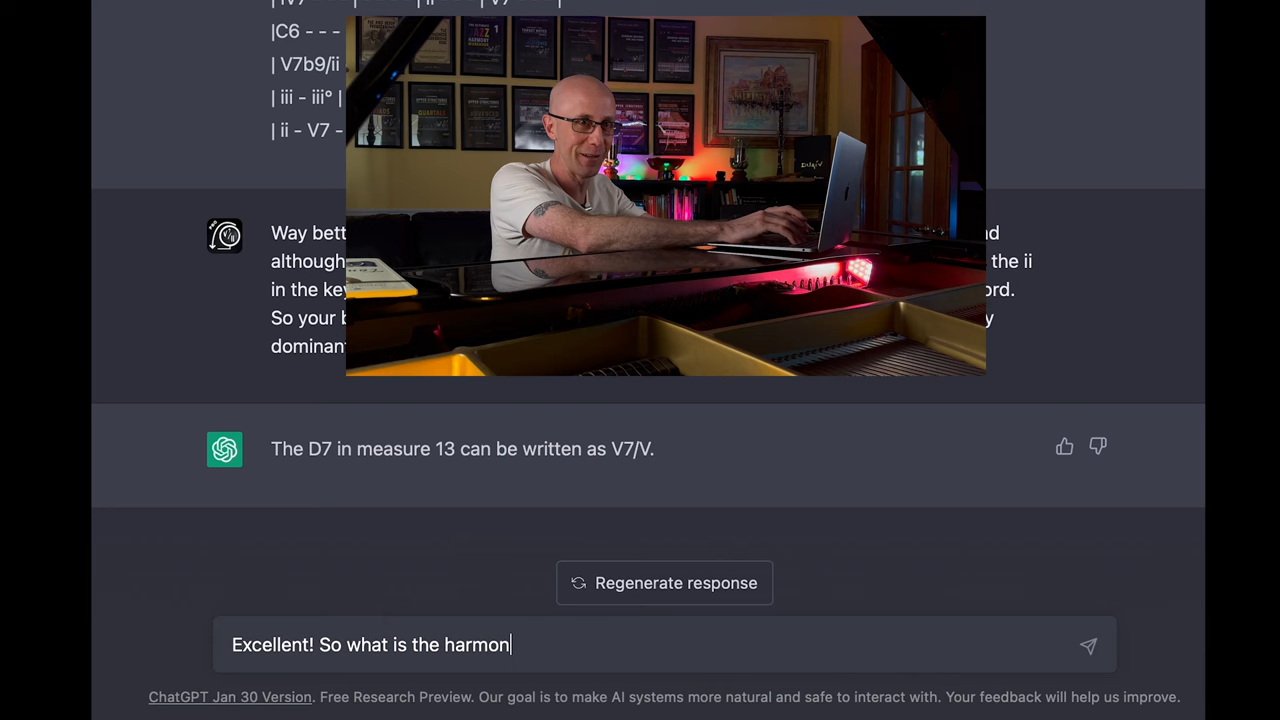 |C6 - - -
| V7b9/ii
| iii - iii° |
| ii - V7 -
Way bett
nd
although
the ii
in the key
ord.
So your b
y
dominant
The D7 in measure 13 can be written as V7/V.
Regenerate response
Excellent! So what is the harmon
ChatGPT Jan 30 Version. Free Research Preview. Our goal is to make AI systems more natural and safe to interact with. Your feedback will help us improve.